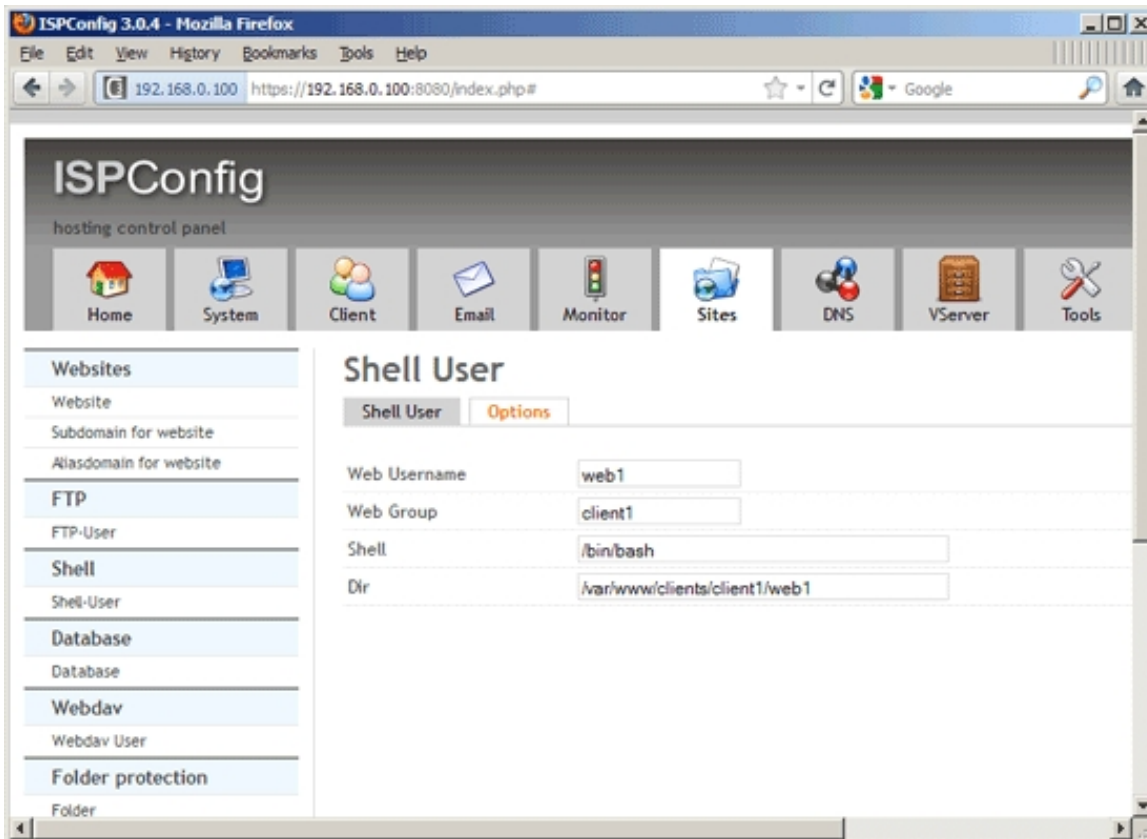 ISPConfig 3.0.4 - Mozilla Firefox
File Edit View History Bookmarks Tools Help
192.168.0.100 https://192.168.0.100:8080/index.php# Google
ISPConfig
hosting control panel
Home System Client Email Monitor Sites DNS VServer Tools
Websites
Website
Subdomain for website
Aliasdomain for website
FTP
FTP-User
Shell
Shell-User
Database
Database
Webdav
Webdav User
Folder protection
Folder
Shell User
Shell User Options
Web Username web1
Web Group client1
Shell /bin/bash
Dir /var/www/clients/client1/web1